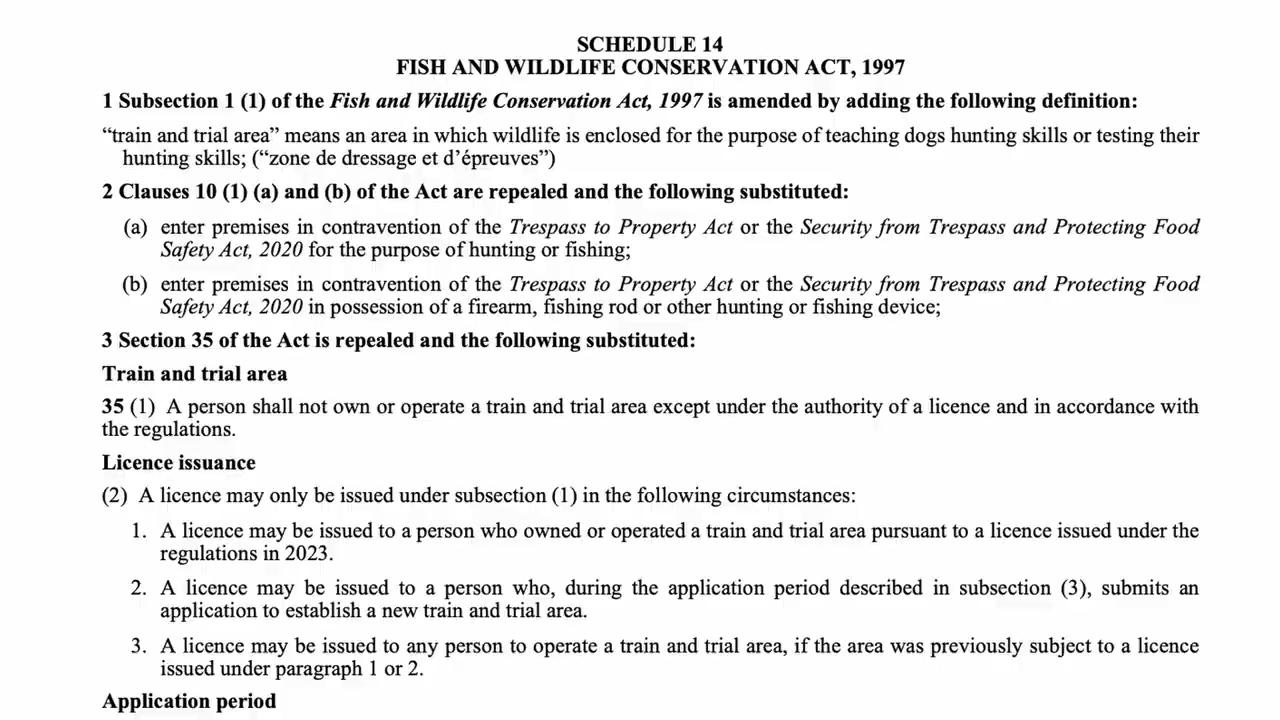 SCHEDULE 14
FISH AND WILDLIFE CONSERVATION ACT, 1997
1 Subsection 1 (1) of the Fish and Wildlife Conservation Act, 1997 is amended by adding the following definition:
“train and trial area” means an area in which wildlife is enclosed for the purpose of teaching dogs hunting skills or testing their
hunting skills; (“zone de dressage et d’épreuves”)
2 Clauses 10 (1) (a) and (b) of the Act are repealed and the following substituted:
(a) enter premises in contravention of the Trespass to Property Act or the Security from Trespass and Protecting Food
Safety Act, 2020 for the purpose of hunting or fishing;
(b) enter premises in contravention of the Trespass to Property Act or the Security from Trespass and Protecting Food
Safety Act, 2020 in possession of a firearm, fishing rod or other hunting or fishing device;
3 Section 35 of the Act is repealed and the following substituted:
Train and trial area
35 (1) A person shall not own or operate a train and trial area except under the authority of a licence and in accordance with
the regulations.
Licence issuance
(2) A licence may only be issued under subsection (1) in the following circumstances:
1. A licence may be issued to a person who owned or operated a train and trial area pursuant to a licence issued under the
regulations in 2023.
2. A licence may be issued to a person who, during the application period described in subsection (3), submits an
application to establish a new train and trial area.
3. A licence may be issued to any person to operate a train and trial area, if the area was previously subject to a licence
issued under paragraph 1 or 2.
Application period